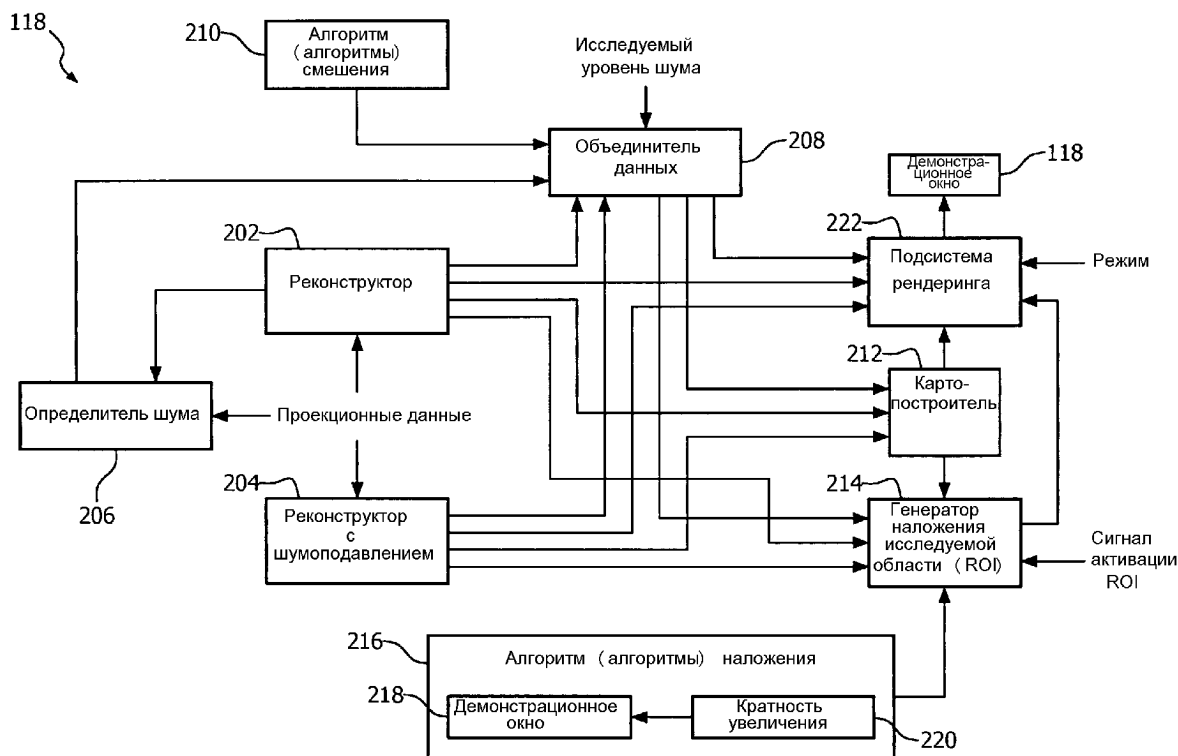 118
210
Алгоритм
( алгоритмы)
смешения
Исследуемый
уровень шума
Объединитель
данных
208
Демонстра-
ционное
окно
118
222
Подсистема
рендеринга
Режим
202
Реконструктор
212
Карто-
построитель
Определитель шума
206
Проекционные данные
204
Реконструктор
с
шумоподавлением
214
Генератор
наложения
исследуемой
области ( ROI)
Сигнал
активации
ROI
216
Алгоритм ( алгоритмы) наложения
218
Демонстрационное
окно
Кратность
увеличения
220